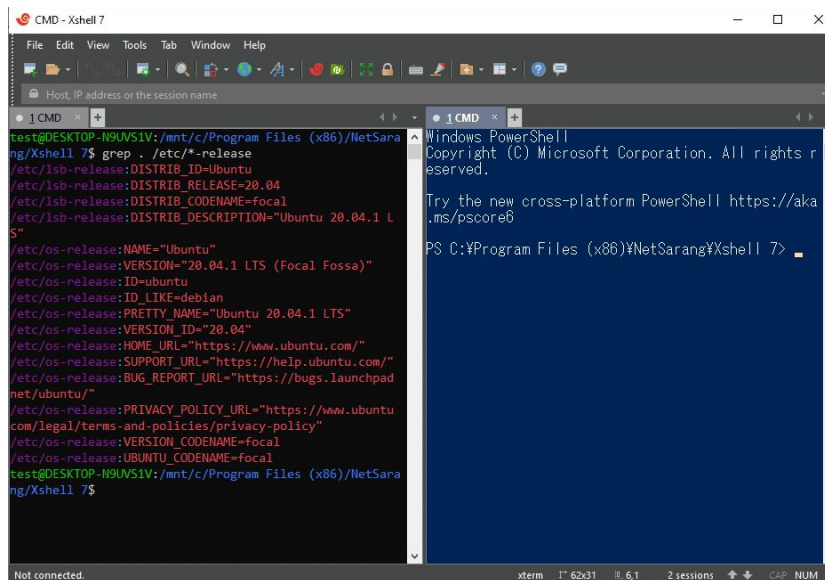 CMD - Xshell 7
File Edit View Tools Tab Window Help
Host, IP address or the session name
1 CMD
1 CMD
test@DESKTOP-N9UVS1V:/mnt/c/Program Files (x86)/NetSara
ng/Xshell 7$ grep . /etc/*-release
/etc/lsb-release:DISTRIB_ID=Ubuntu
/etc/lsb-release:DISTRIB_RELEASE=20.04
/etc/lsb-release:DISTRIB_CODENAME=focal
/etc/lsb-release:DISTRIB_DESCRIPTION="Ubuntu 20.04.1 L
S"
/etc/os-release:NAME="Ubuntu"
/etc/os-release:VERSION="20.04.1 LTS (Focal Fossa)"
/etc/os-release:ID=ubuntu
/etc/os-release:ID_LIKE=debian
/etc/os-release:PRETTY_NAME="Ubuntu 20.04.1 LTS"
/etc/os-release:VERSION_ID="20.04"
/etc/os-release:HOME_URL="https://www.ubuntu.com/"
/etc/os-release:SUPPORT_URL="https://help.ubuntu.com/"
/etc/os-release:BUG_REPORT_URL="https://bugs.launchpad
net/ubuntu/"
/etc/os-release:PRIVACY_POLICY_URL="https://www.ubuntu
com/legal/terms-and-policies/privacy-policy"
/etc/os-release:VERSION_CODENAME=focal
/etc/os-release:UBUNTU_CODENAME=focal
test@DESKTOP-N9UVS1V:/mnt/c/Program Files (x86)/NetSara
ng/Xshell 7$
Windows PowerShell
Copyright (C) Microsoft Corporation. All rights r
eserved.
Try the new cross-platform PowerShell https://aka
.ms/pscore6
PS C:¥Program Files (x86)¥NetSarang¥Xshell 7>
Not connected. xterm 62x31 6,1 2 sessions CAP NUM